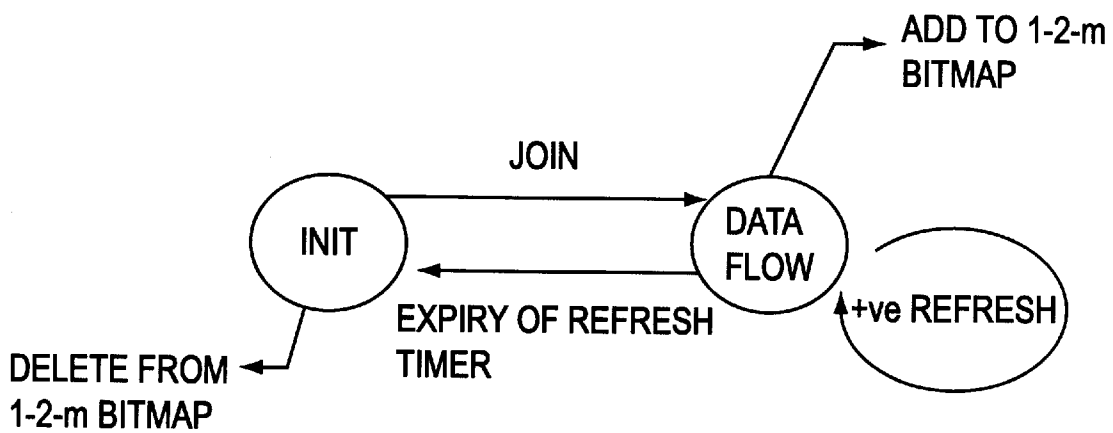 ADD TO 1-2-m
BITMAP
JOIN
INIT
DATA
FLOW
+ve REFRESH
EXPIRY OF REFRESH
TIMER
DELETE FROM
1-2-m BITMAP